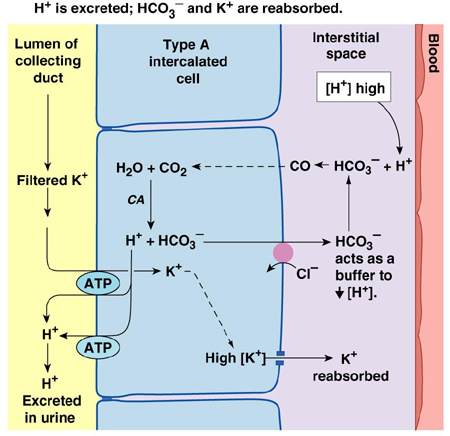 H⁺ is excreted; HCO₃⁻ and K⁺ are reabsorbed.
Lumen of
collecting
duct
Type A
intercalated
cell
Interstitial
space
Blood
[H⁺] high
Filtered K⁺
H₂O + CO₂
CO
HCO₃⁻ + H⁺
CA
H⁺ + HCO₃⁻
HCO₃⁻
acts as a
buffer to
↓ [H⁺].
Cl⁻
K⁺
ATP
H⁺
ATP
High [K⁺]
K⁺
reabsorbed
H⁺
Excreted
in urine